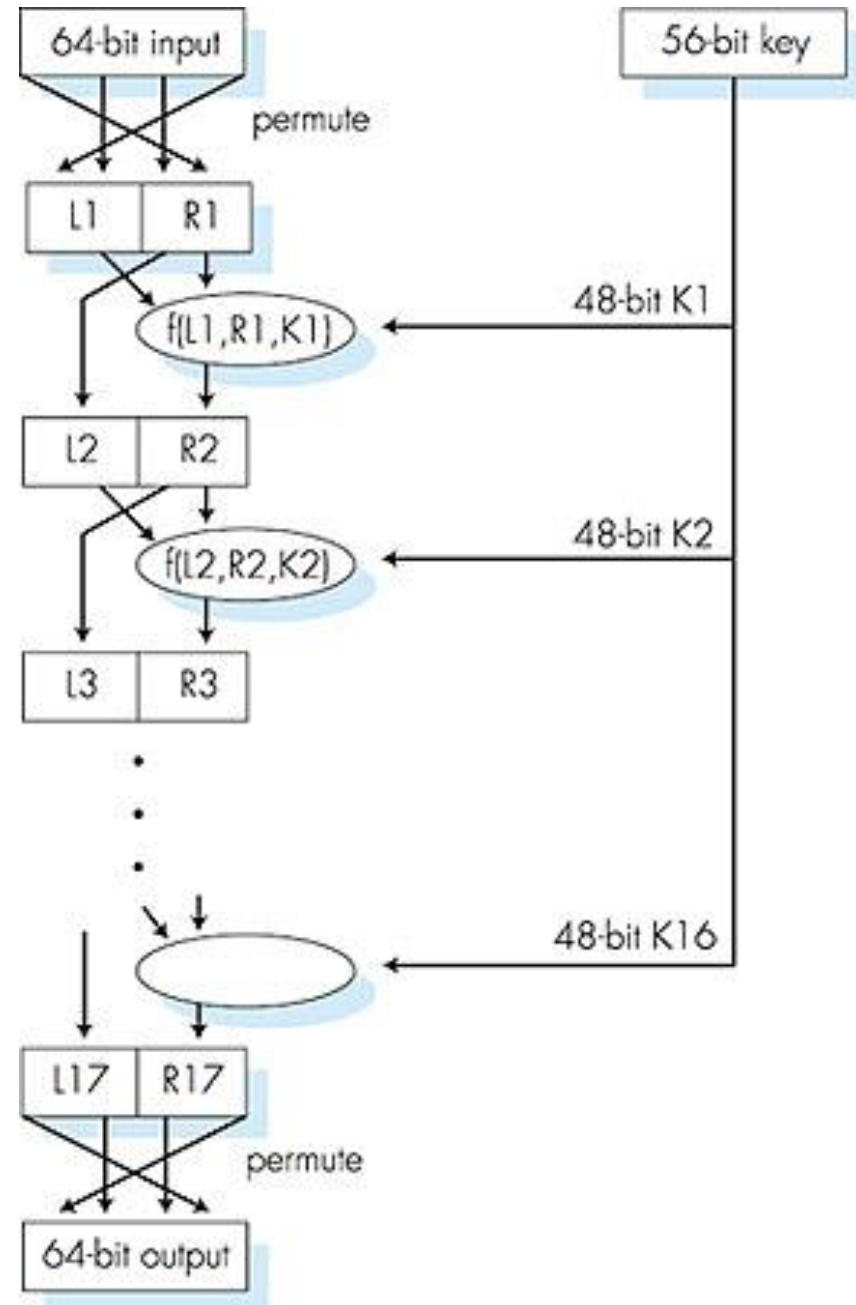 64-bit input
56-bit key
permute
L1 R1
48-bit K1
f(L1,R1,K1)
L2 R2
48-bit K2
f(L2,R2,K2)
L3 R3
48-bit K16
L17 R17
permute
64-bit output